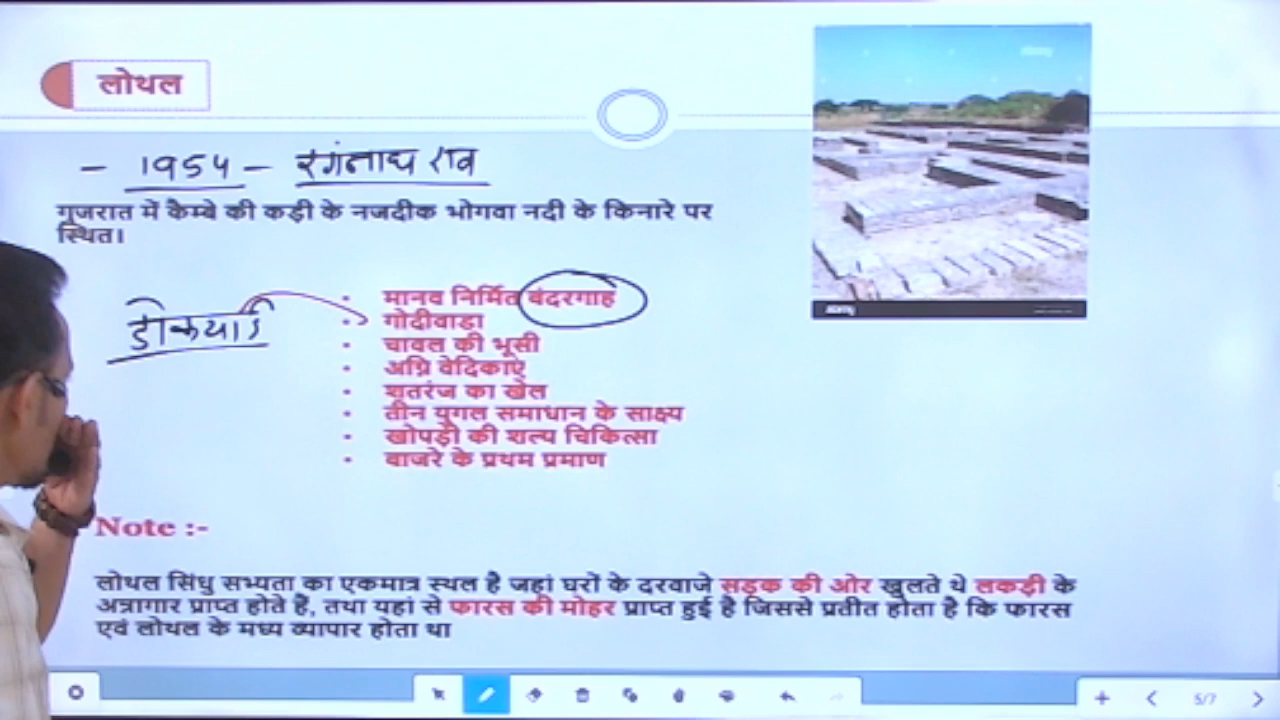 लोथल
- 1954 - रंगनाथ राव
गुजरात में कैम्बे की कड़ी के नजदीक भोगवा नदी के किनारे पर
स्थित।
• मानव निर्मित बंदरगाह
डॉकयार्ड • गोदीवाडा
• चावल की भूसी
• अग्नि वेदिकाऐ
• शतरंज का खेल
• तीन युगल समाधान के साक्ष्य
• खोपड़ी की शल्य चिकित्सा
• बाजरे के प्रथम प्रमाण
Note :-
लोथल सिंधु सभ्यता का एकमात्र स्थल है जहां घरों के दरवाजे सड़क की ओर खुलते थे लकड़ी के
अन्नागार प्राप्त होते हैं, तथा यहां से फारस की मोहर प्राप्त हुई है जिससे प्रतीत होता है कि फारस
एवं लोथल के मध्य व्यापार होता था
5/7